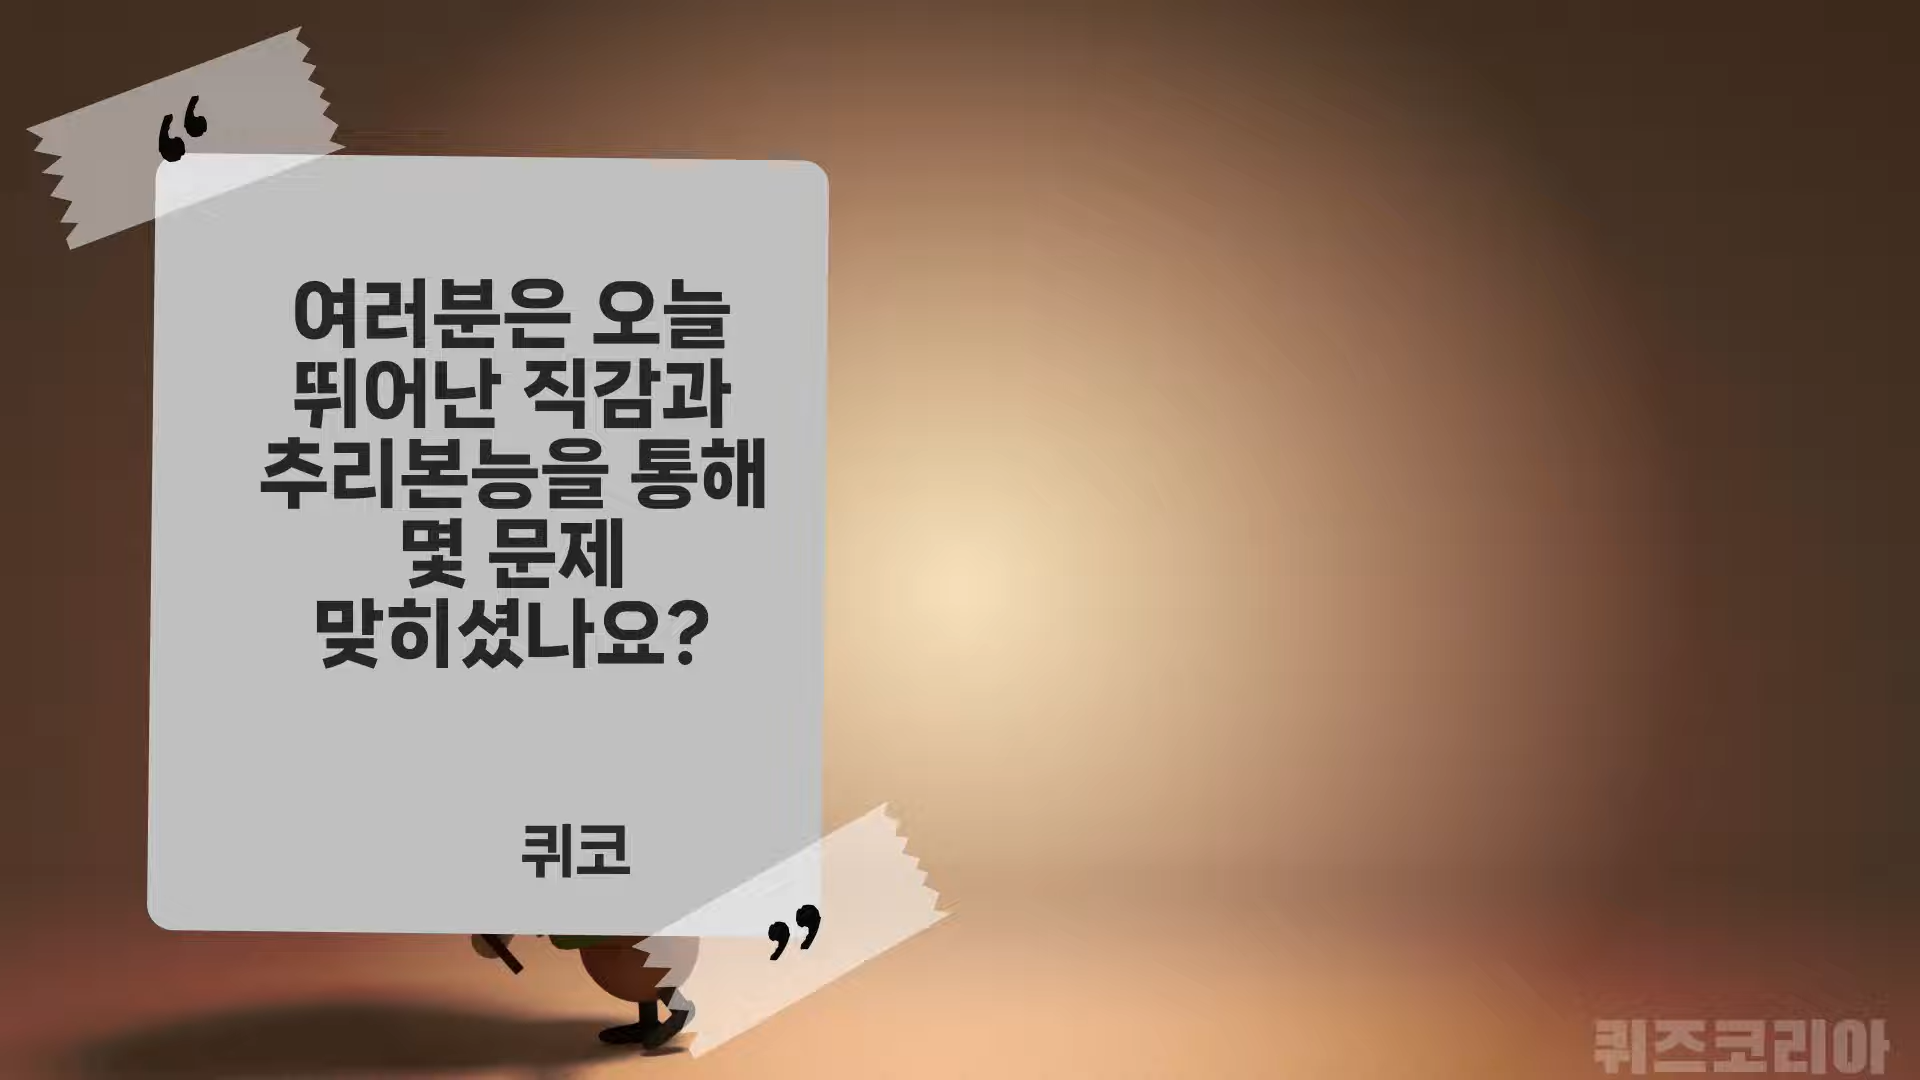 여러분은 오늘
뛰어난 직감과
추리본능을 통해
몇 문제
맞히셨나요?
퀴코
퀴즈코리아